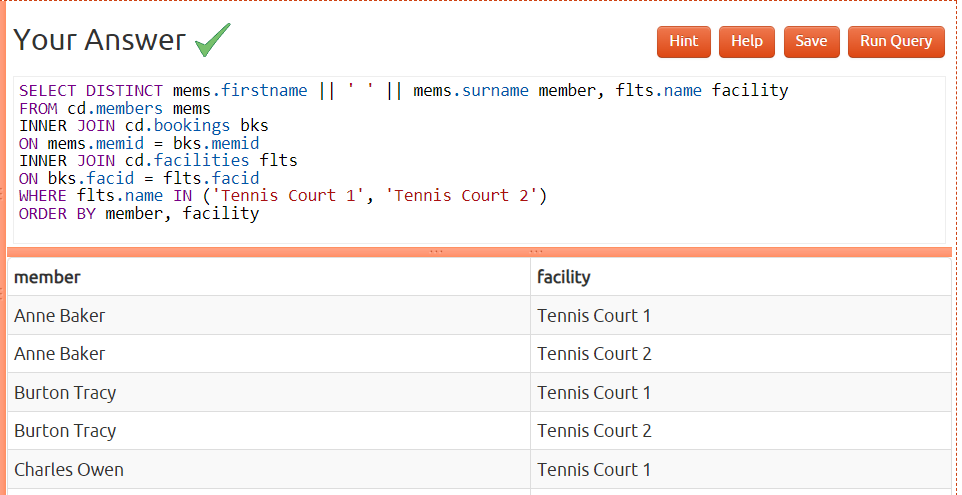 Your Answer
Hint Help Save Run Query
SELECT DISTINCT mems.firstname || ' ' || mems.surname member, flts.name facility
FROM cd.members mems
INNER JOIN cd.bookings bks
ON mems.memid = bks.memid
INNER JOIN cd.facilities flts
ON bks.facid = flts.facid
WHERE flts.name IN ('Tennis Court 1', 'Tennis Court 2')
ORDER BY member, facility
member facility
Anne Baker Tennis Court 1
Anne Baker Tennis Court 2
Burton Tracy Tennis Court 1
Burton Tracy Tennis Court 2
Charles Owen Tennis Court 1